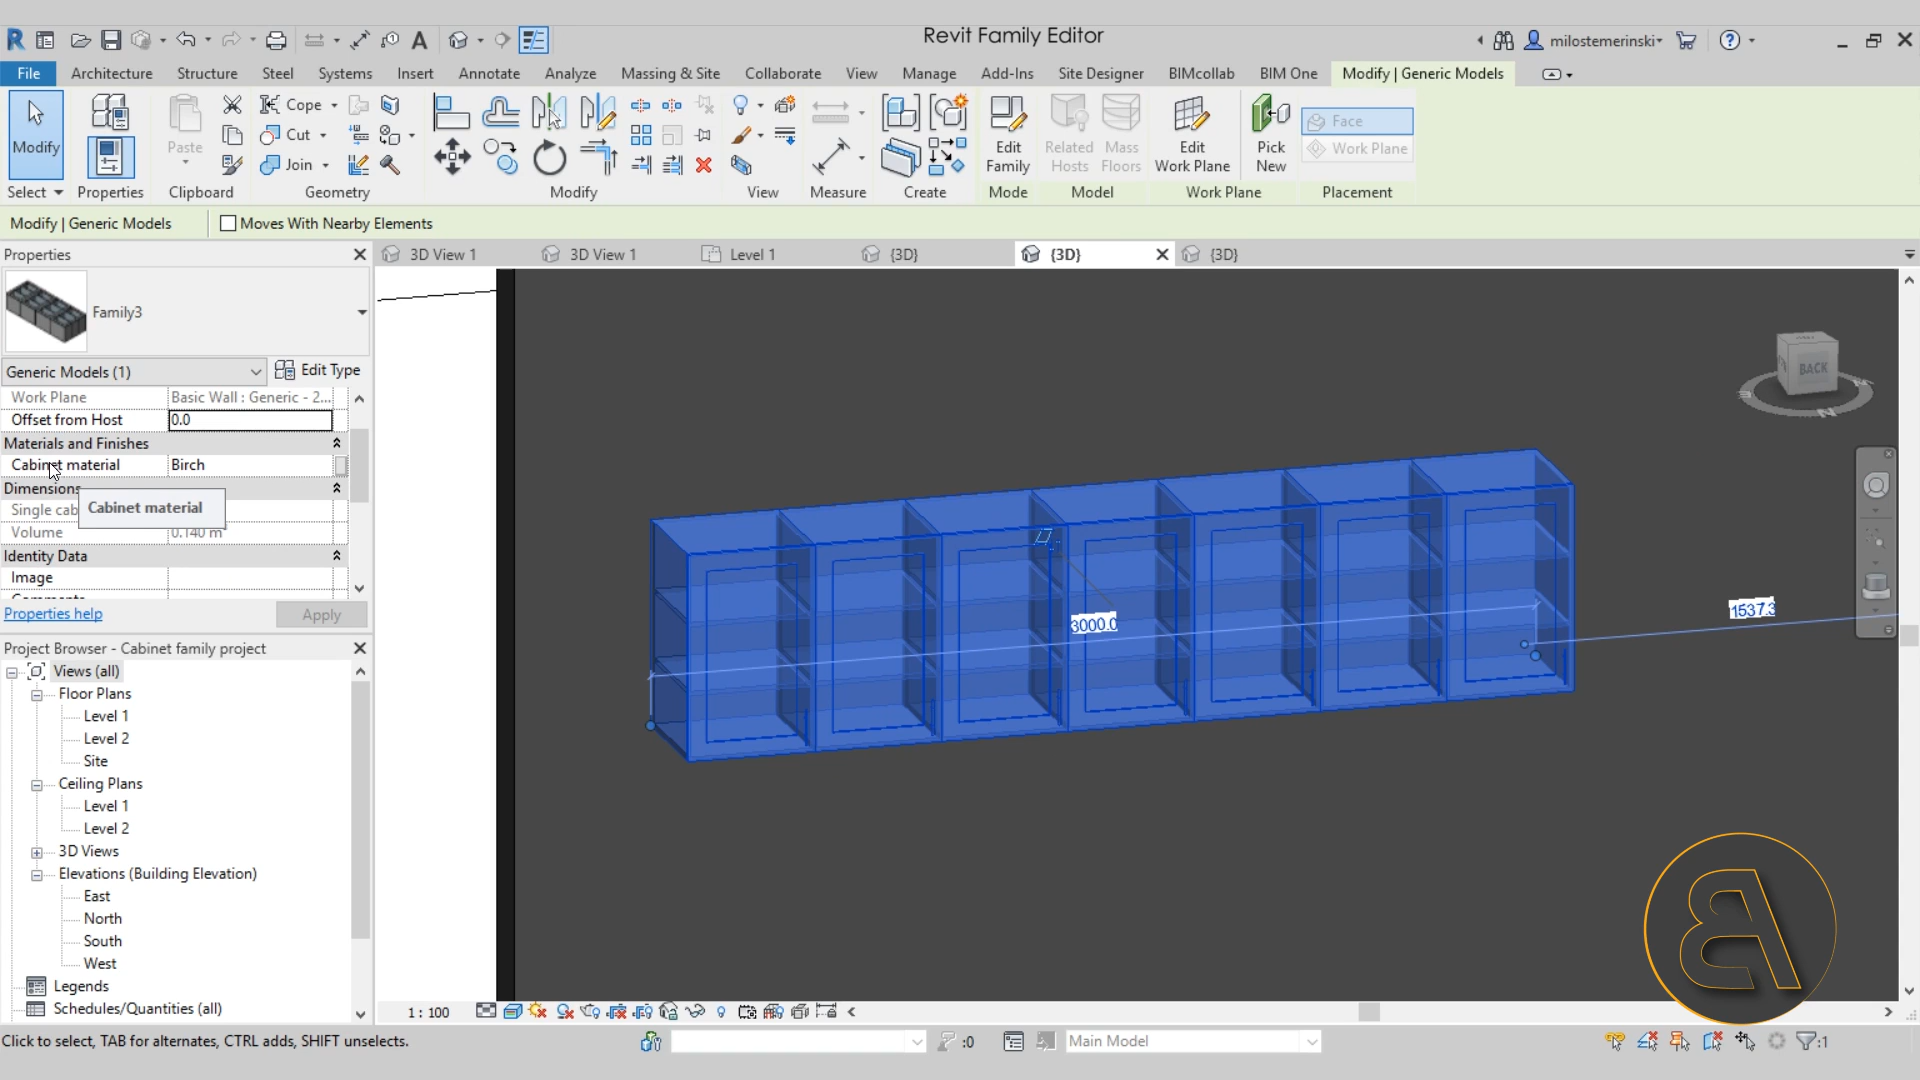 Revit Family Editor
milostemerinski
File Architecture Structure Steel Systems Insert Annotate Analyze Massing & Site Collaborate View Manage Add-Ins Site Designer BIMcollab BIM One Modify | Generic Models
Modify
Paste
Cope
Cut
Join
Edit Family
Related Hosts
Mass Floors
Edit Work Plane
Pick New
Face
Work Plane
Select Properties Clipboard Geometry Modify View Measure Create Mode Model Work Plane Placement
Modify | Generic Models Moves With Nearby Elements
Properties
3D View 1 3D View 1 Level 1 {3D} {3D} {3D}
Family3
Generic Models (1) Edit Type
Work Plane Basic Wall : Generic - 2...
Offset from Host 0.0
Materials and Finishes
Cabinet material Birch
Dimensions
Single cab
Cabinet material
Volume 0.140 m³
Identity Data
Image
Properties help Apply
Project Browser - Cabinet family project
Views (all)
Floor Plans
Level 1
Level 2
Site
Ceiling Plans
Level 1
Level 2
3D Views
Elevations (Building Elevation)
East
North
South
West
Legends
Schedules/Quantities (all)
BACK
3000.0
1537.3
1 : 100
Click to select, TAB for alternates, CTRL adds, SHIFT unselects.
:0
Main Model
:1